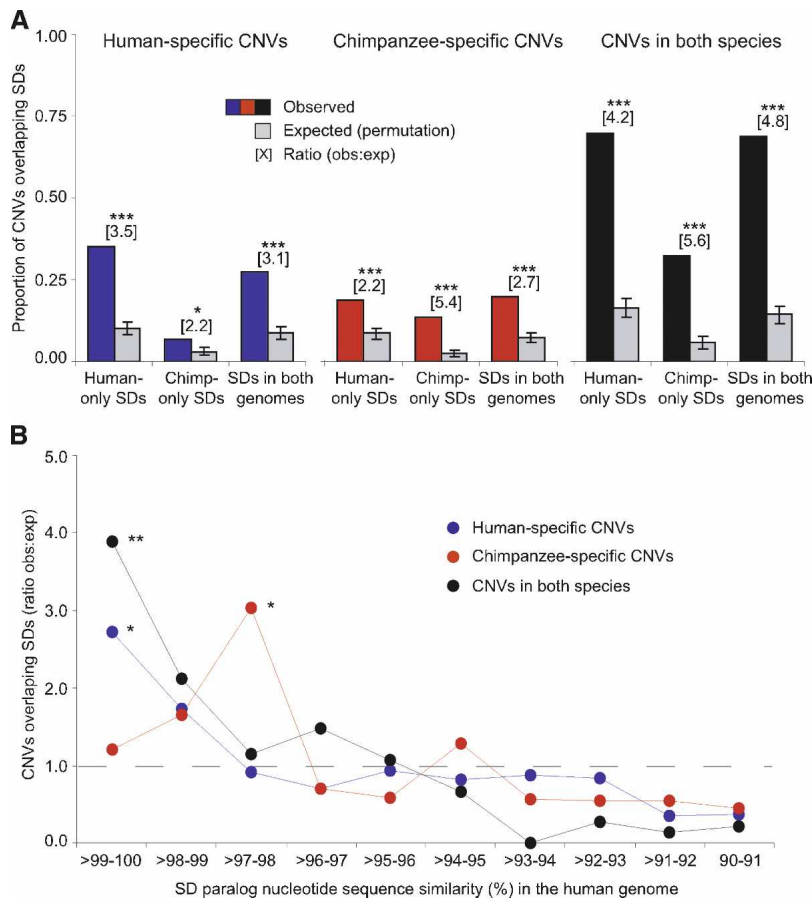 A
1.00
Human-specific CNVs
Chimpanzee-specific CNVs
CNVs in both species
Observed
Expected (permutation)
[X] Ratio (obs:exp)
Proportion of CNVs overlapping SDs
0.75
0.50
0.25
0.00
***
[3.5]
*
[2.2]
***
[3.1]
***
[2.2]
***
[5.4]
***
[2.7]
***
[4.2]
***
[5.6]
***
[4.8]
Human-
only SDs
Chimp-
only SDs
SDs in both
genomes
Human-
only SDs
Chimp-
only SDs
SDs in both
genomes
Human-
only SDs
Chimp-
only SDs
SDs in both
genomes
B
5.0
4.0
3.0
2.0
1.0
0.0
CNVs overlaping SDs (ratio obs:exp)
Human-specific CNVs
Chimpanzee-specific CNVs
CNVs in both species
**
*
*
>99-100 >98-99 >97-98 >96-97 >95-96 >94-95 >93-94 >92-93 >91-92 90-91
SD paralog nucleotide sequence similarity (%) in the human genome